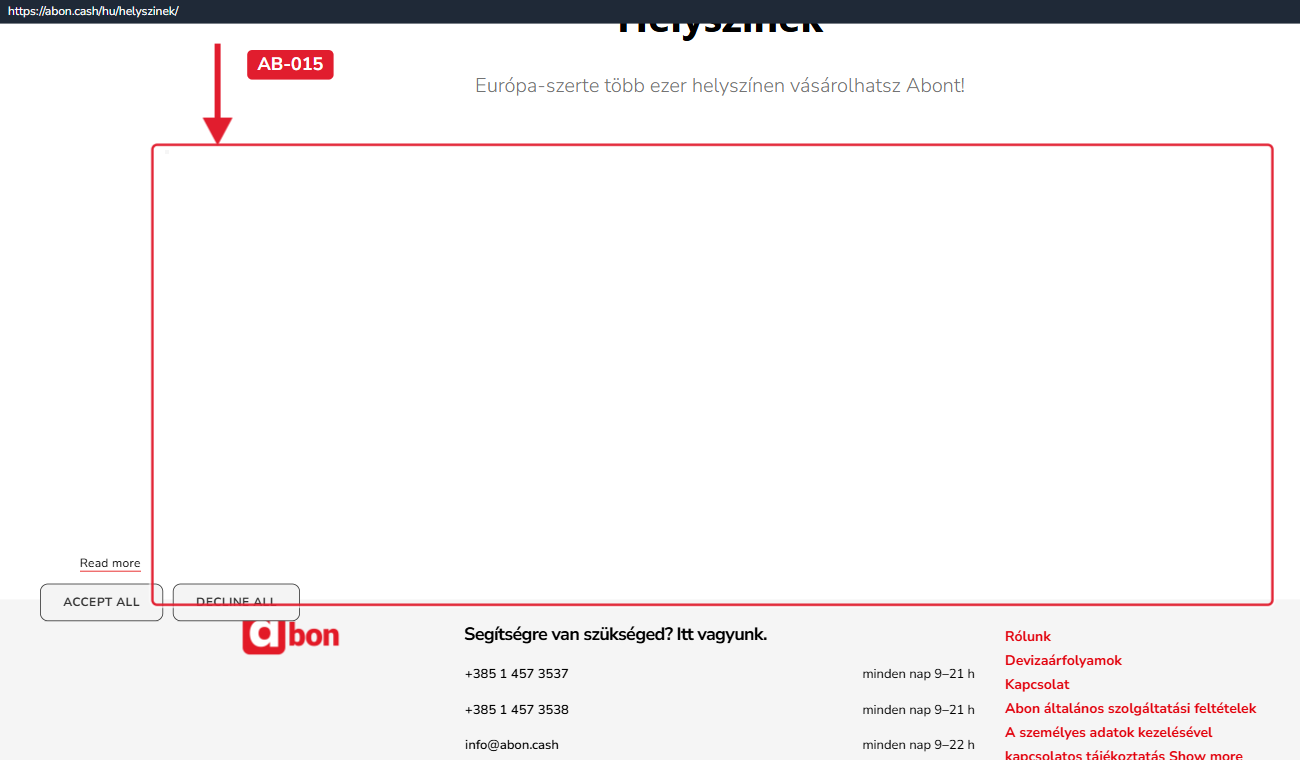 https://abon.cash/hu/helyszinek/
Helyszínek
AB-015
Európa-szerte több ezer helyszínen vásárolhatsz Abont!
Read more
ACCEPT ALL
DECLINE ALL
abon
Segítségre van szükséged? Itt vagyunk.
+385 1 457 3537
minden nap 9–21 h
+385 1 457 3538
minden nap 9–21 h
info@abon.cash
minden nap 9–22 h
Rólunk
Devizaárfolyamok
Kapcsolat
Abon általános szolgáltatási feltételek
A személyes adatok kezelésével
kapcsolatos tájékoztatás Show more